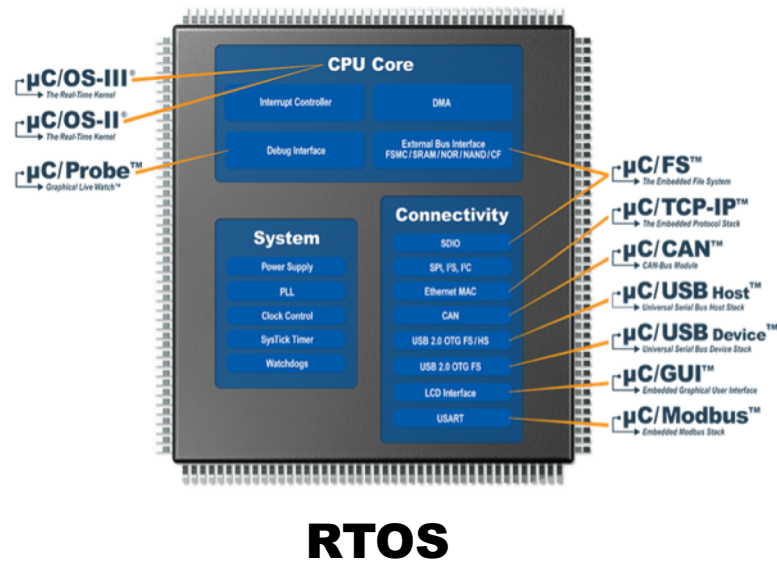 CPU Core
µC/OS-III®
The Real-Time Kernel
µC/OS-II®
The Real-Time Kernel
µC/Probe™
Graphical Live Watch™
Interrupt Controller
DMA
Debug Interface
External Bus Interface
FSMC/SRAM/NOR/NAND/CF
System
Power Supply
PLL
Clock Control
SysTick Timer
Watchdogs
Connectivity
SDIO
SPI, I²S, I²C
Ethernet MAC
CAN
USB 2.0 OTG FS/HS
USB 2.0 OTG FS
LCD Interface
USART
µC/FS™
The Embedded File System
µC/TCP-IP™
The Embedded Protocol Stack
µC/CAN™
CAN-Bus Module
µC/USB Host™
Universal Serial Bus Host Stack
µC/USB Device™
Universal Serial Bus Device Stack
µC/GUI™
Embedded Graphical User Interface
µC/Modbus™
Embedded Modbus Stack
RTOS